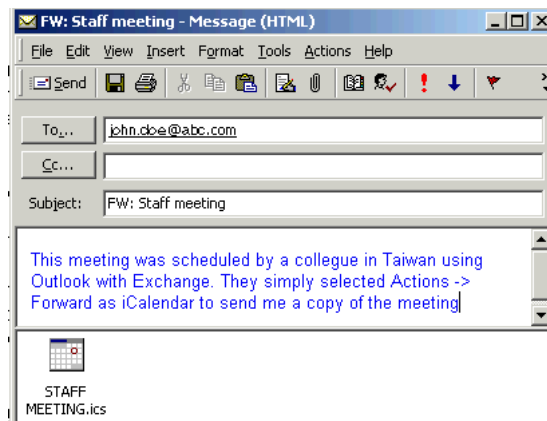 FW: Staff meeting - Message (HTML)
File Edit View Insert Format Tools Actions Help
Send
To... john.doe@abc.com
Cc...
Subject: FW: Staff meeting
This meeting was scheduled by a collegue in Taiwan using
Outlook with Exchange. They simply selected Actions ->
Forward as iCalendar to send me a copy of the meeting
STAFF
MEETING.ics